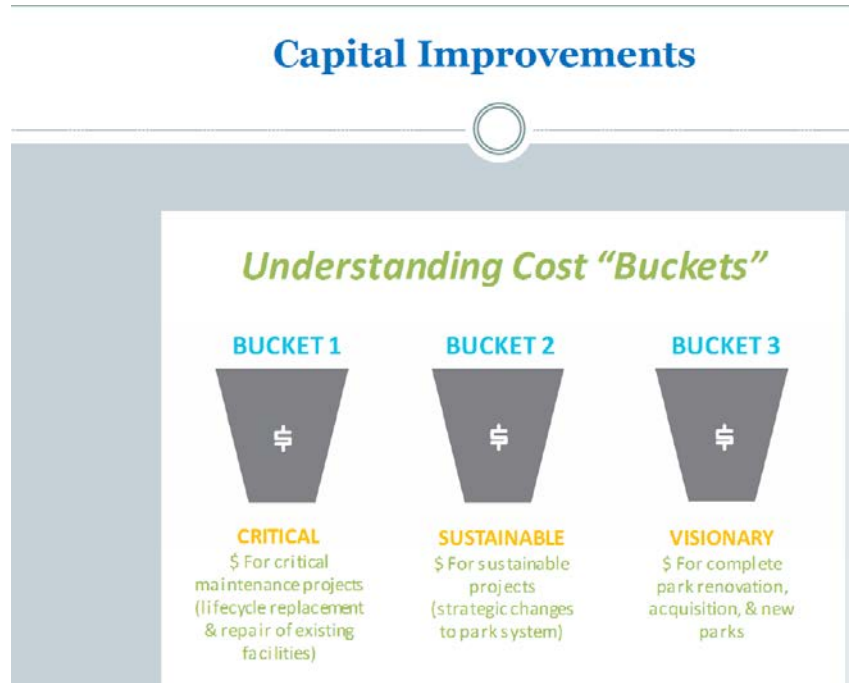 Capital Improvements
Understanding Cost “Buckets”
BUCKET 1
$
CRITICAL
$ For critical
maintenance projects
(lifecycle replacement
& repair of existing
facilities)
BUCKET 2
$
SUSTAINABLE
$ For sustainable
projects
(strategic changes
to park system)
BUCKET 3
$
VISIONARY
$ For complete
park renovation,
acquisition, & new
parks